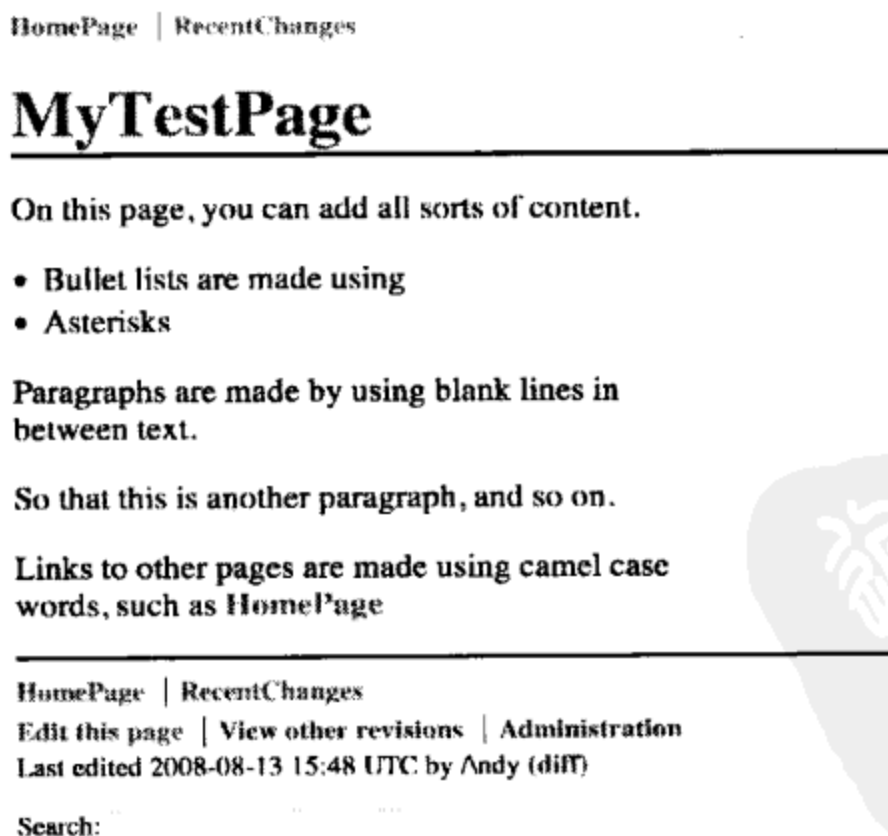 HomePage | RecentChanges
MyTestPage
On this page, you can add all sorts of content.
• Bullet lists are made using
• Asterisks
Paragraphs are made by using blank lines in
between text.
So that this is another paragraph, and so on.
Links to other pages are made using camel case
words, such as HomePage
HomePage | RecentChanges
Edit this page | View other revisions | Administration
Last edited 2008-08-13 15:48 UTC by Andy (diff)
Search: